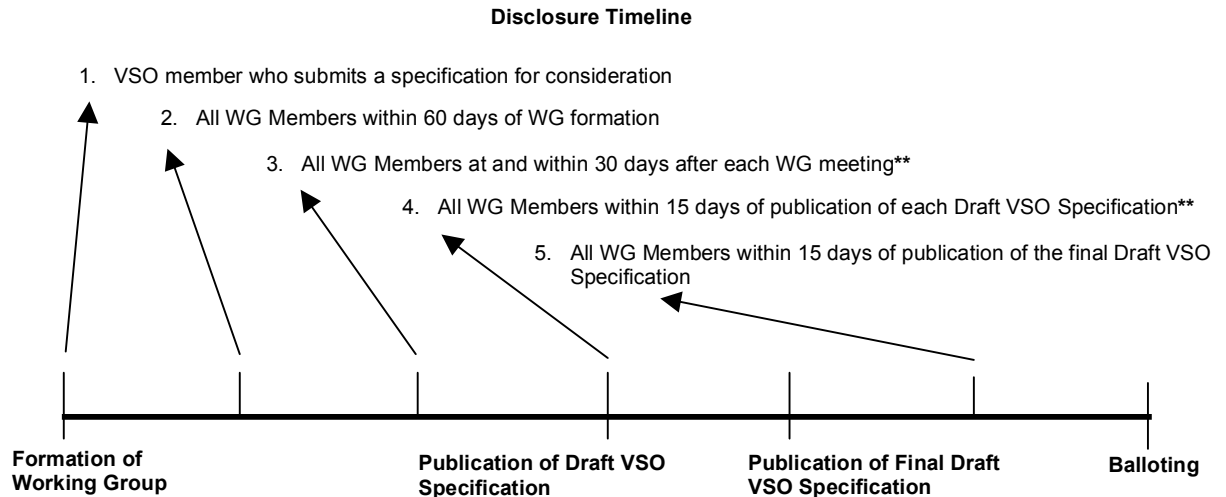 Disclosure Timeline
1. VSO member who submits a specification for consideration
2. All WG Members within 60 days of WG formation
3. All WG Members at and within 30 days after each WG meeting**
4. All WG Members within 15 days of publication of each Draft VSO Specification**
5. All WG Members within 15 days of publication of the final Draft VSO
Specification
Formation of
Working Group
Publication of Draft VSO
Specification
Publication of Final Draft
VSO Specification
Balloting